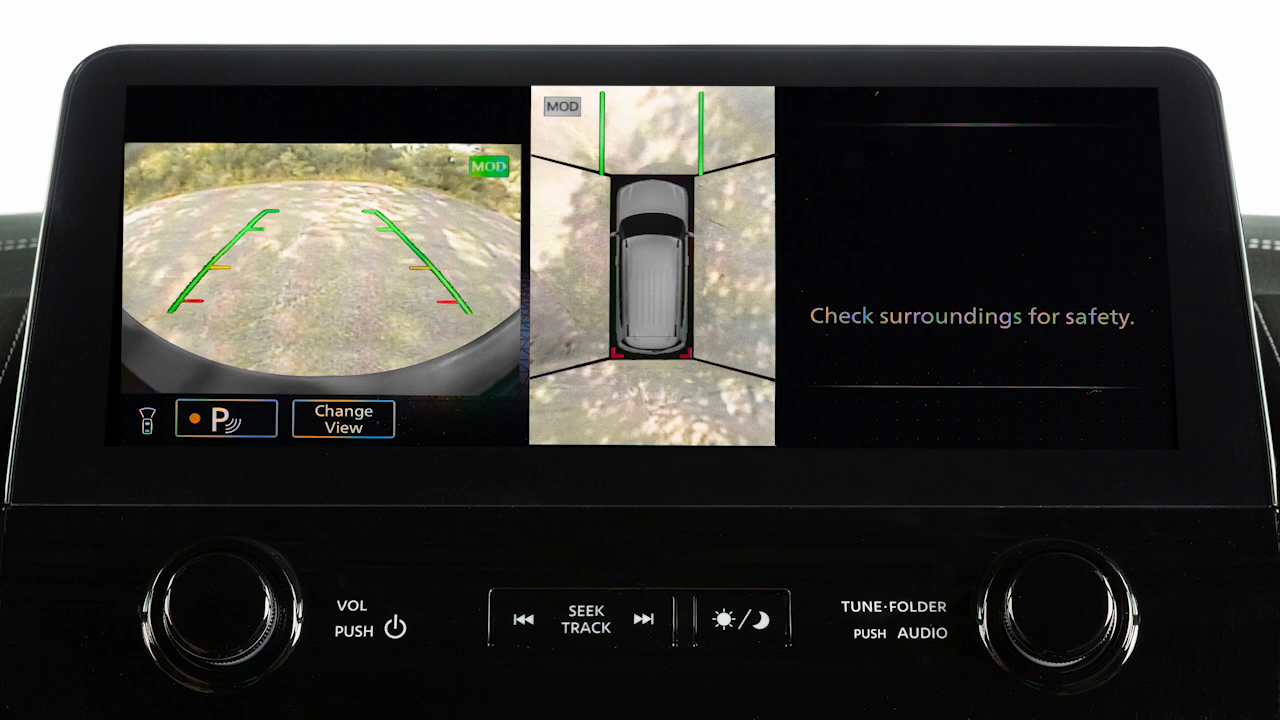 MOD
MOD
Check surroundings for safety.
P
Change
View
VOL
PUSH
SEEK
TRACK
TUNE·FOLDER
PUSH AUDIO